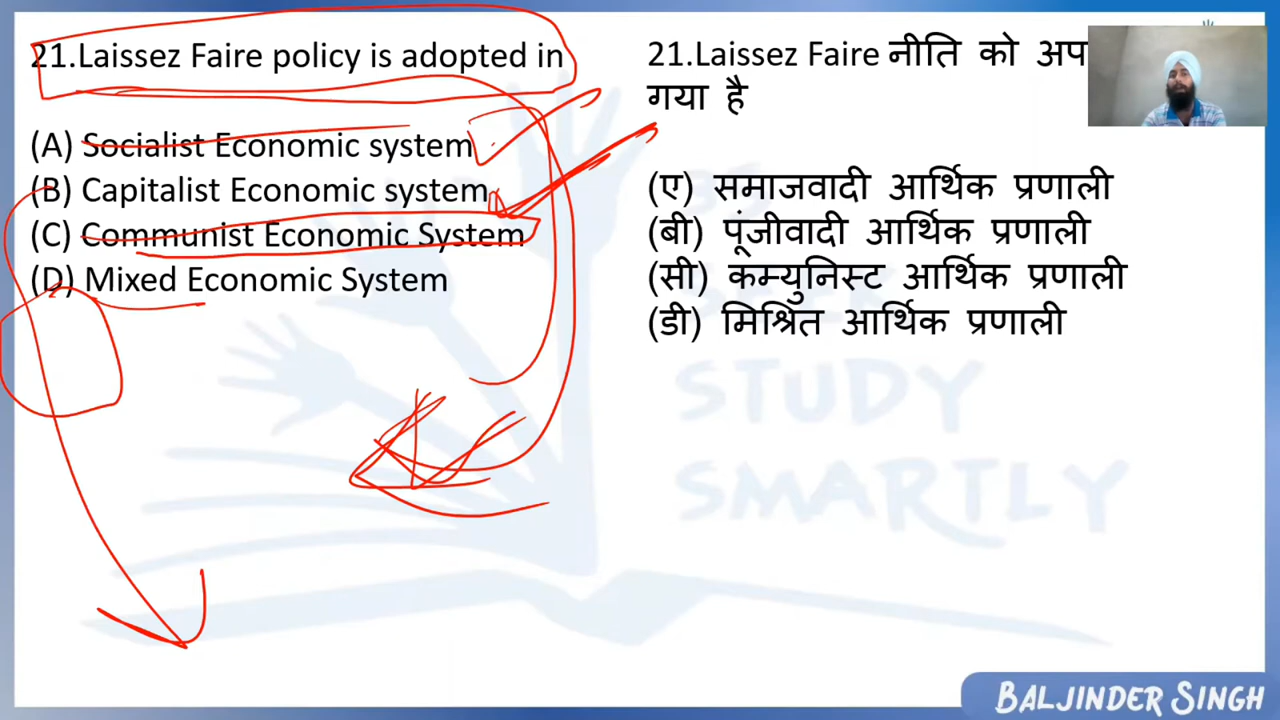 21.Laissez Faire policy is adopted in
(A) Socialist Economic system
(B) Capitalist Economic system
(C) Communist Economic System
(D) Mixed Economic System
21.Laissez Faire नीति को अप
गया है
(ए) समाजवादी आर्थिक प्रणाली
(बी) पूंजीवादी आर्थिक प्रणाली
(सी) कम्युनिस्ट आर्थिक प्रणाली
(डी) मिश्रित आर्थिक प्रणाली
STUDY
SMARTLY
BALJINDER SINGH